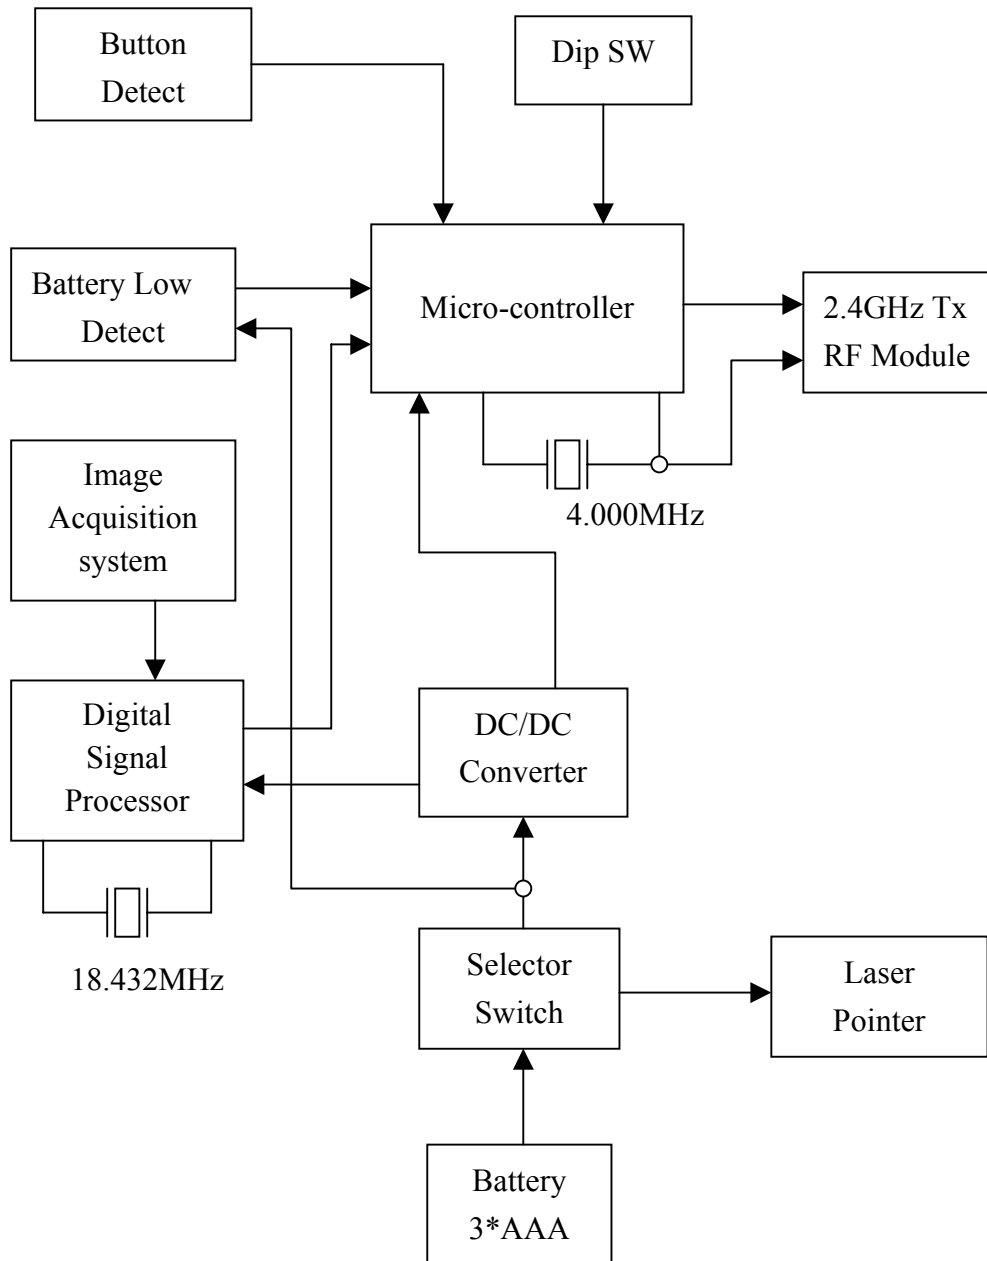 Button
Detect
Dip SW
Battery Low
Detect
Micro-controller
2.4GHz Tx
RF Module
4.000MHz
Image
Acquisition
system
Digital
Signal
Processor
DC/DC
Converter
18.432MHz
Selector
Switch
Laser
Pointer
Battery
3*AAA